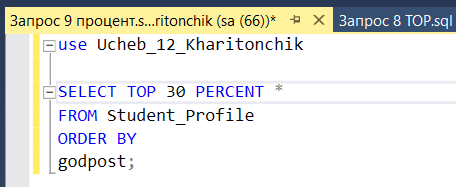 Запрос 9 процент.s...ritonchik (sa (66))*
Запрос 8 TOP.sql
use Ucheb_12_Kharitonchik
SELECT TOP 30 PERCENT *
FROM Student_Profile
ORDER BY
godpost;